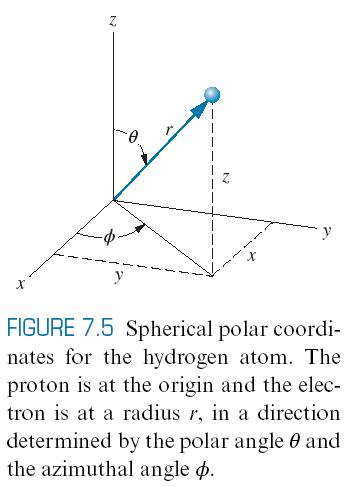 z
θ
r
z
ϕ
y
x
y
x
FIGURE 7.5 Spherical polar coordi-
nates for the hydrogen atom. The
proton is at the origin and the elec-
tron is at a radius r, in a direction
determined by the polar angle θ and
the azimuthal angle ϕ.